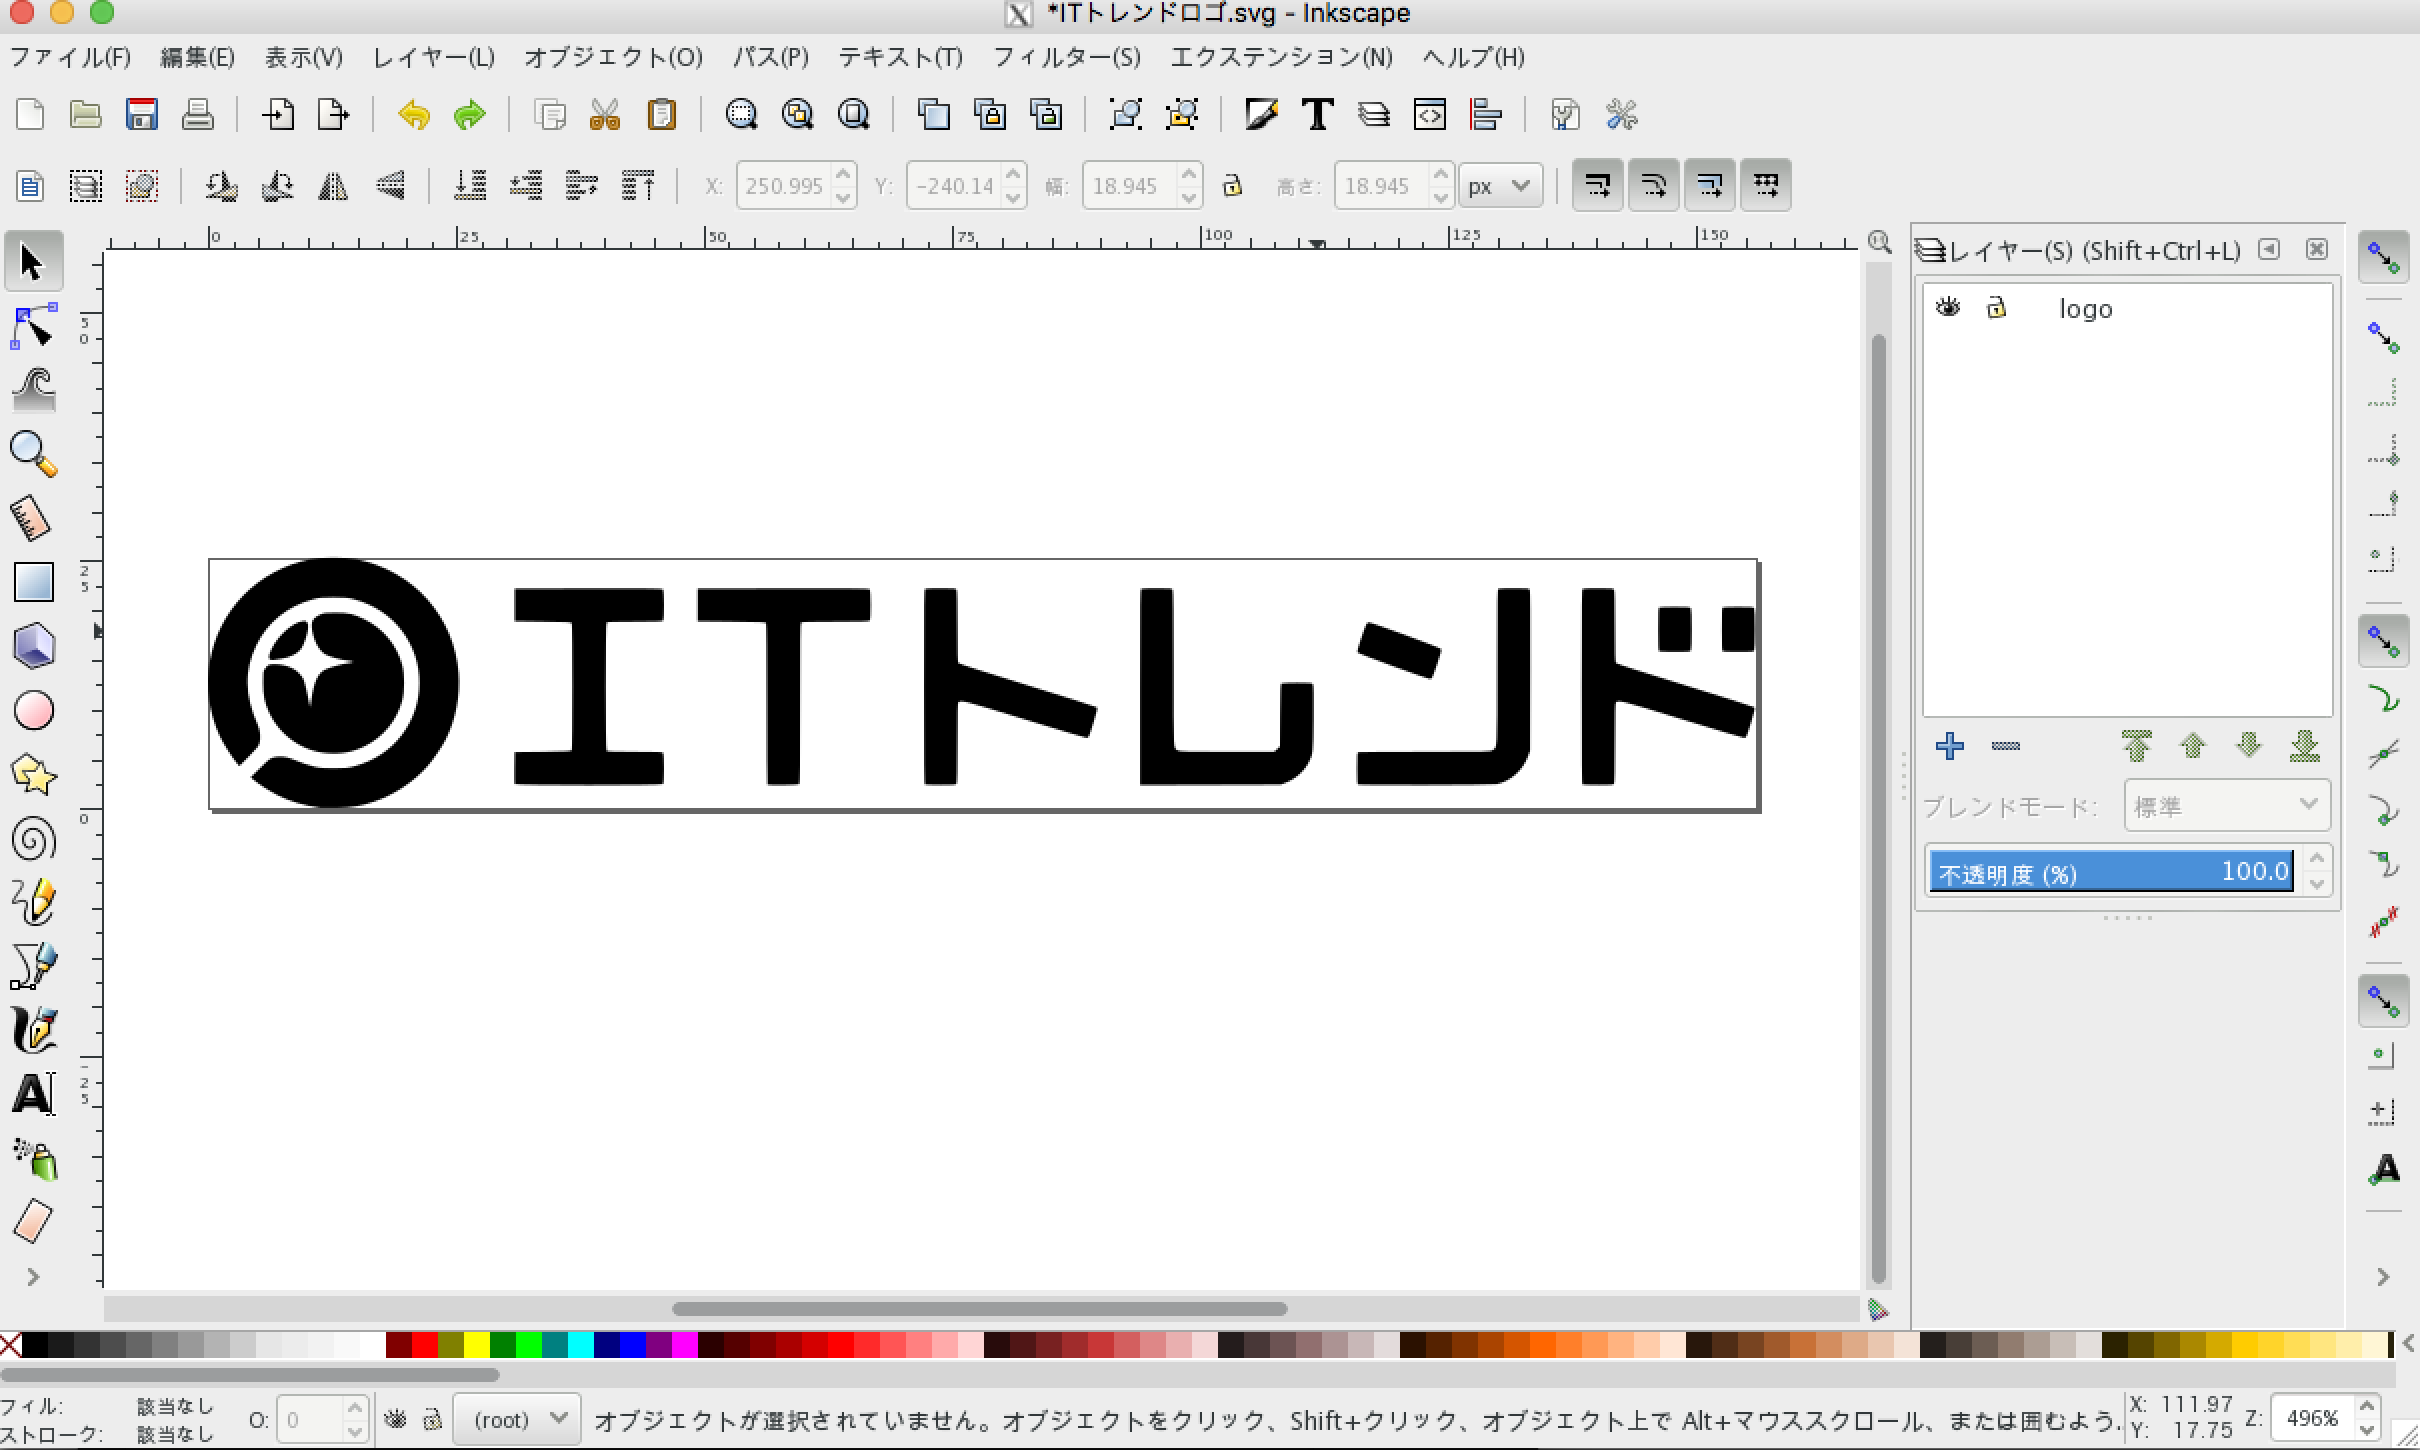 *ITトレンドロゴ.svg - Inkscape
ファイル(F) 編集(E) 表示(V) レイヤー(L) オブジェクト(O) パス(P) テキスト(T) フィルター(S) エクステンション(N) ヘルプ(H)
X: 250.995 Y: -240.14 幅: 18.945 高さ: 18.945 px
0 25 50 75 100 125 150
レイヤー(S) (Shift+Ctrl+L)
logo
50
25
0
-25
ITトレンド
ブレンドモード: 標準
不透明度 (%) 100.0
フィル: 該当なし
ストローク: 該当なし
O: 0
(root)
オブジェクトが選択されていません。オブジェクトをクリック、Shift+クリック、オブジェクト上で Alt+マウススクロール、または囲むよう…
X: 111.97
Y: 17.75
Z: 496%